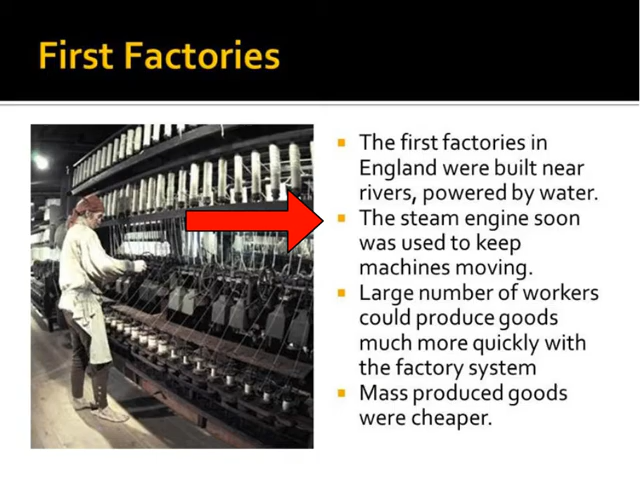 First Factories
The first factories in
England were built near
rivers, powered by water.
The steam engine soon
was used to keep
machines moving.
Large number of workers
could produce goods
much more quickly with
the factory system
Mass produced goods
were cheaper.